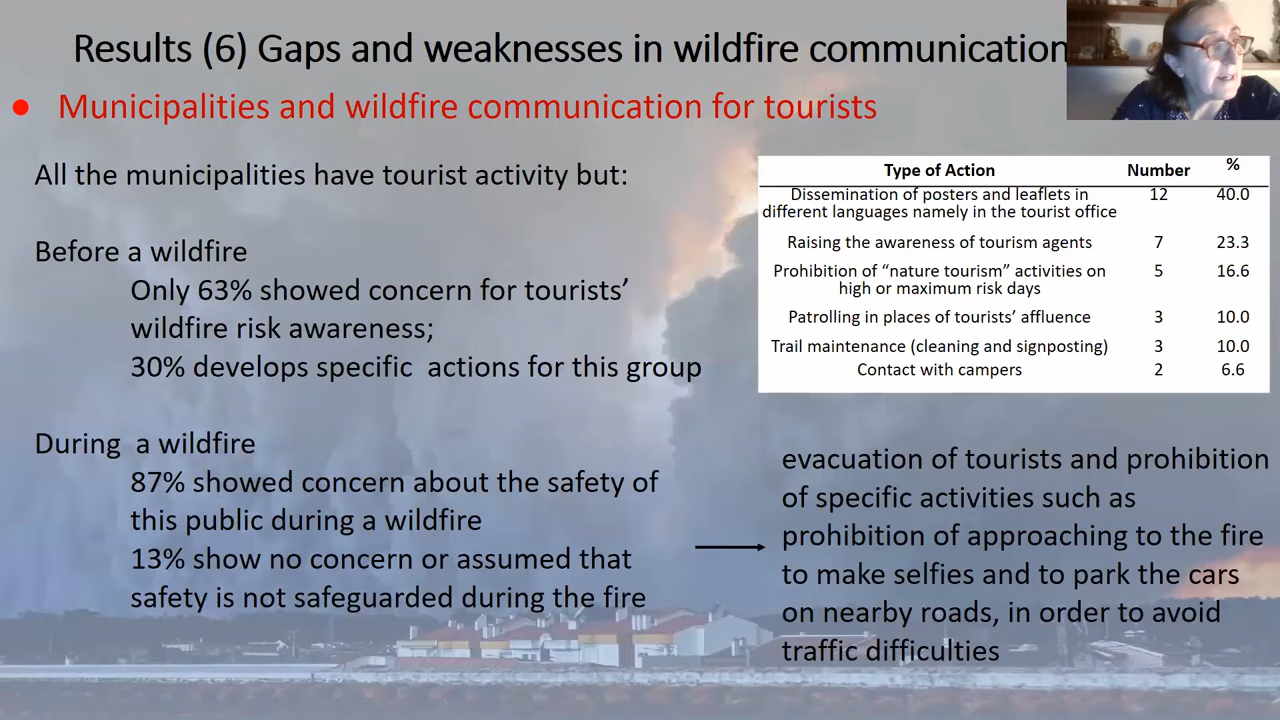 Results (6) Gaps and weaknesses in wildfire communication
● Municipalities and wildfire communication for tourists
All the municipalities have tourist activity but:
Before a wildfire
Only 63% showed concern for tourists’
wildfire risk awareness;
30% develops specific actions for this group
During a wildfire
87% showed concern about the safety of
this public during a wildfire
13% show no concern or assumed that
safety is not safeguarded during the fire
Type of Action Number %
Dissemination of posters and leaflets in 12 40.0
different languages namely in the tourist office
Raising the awareness of tourism agents 7 23.3
Prohibition of “nature tourism” activities on 5 16.6
high or maximum risk days
Patrolling in places of tourists’ affluence 3 10.0
Trail maintenance (cleaning and signposting) 3 10.0
Contact with campers 2 6.6
evacuation of tourists and prohibition
of specific activities such as
prohibition of approaching to the fire
to make selfies and to park the cars
on nearby roads, in order to avoid
traffic difficulties